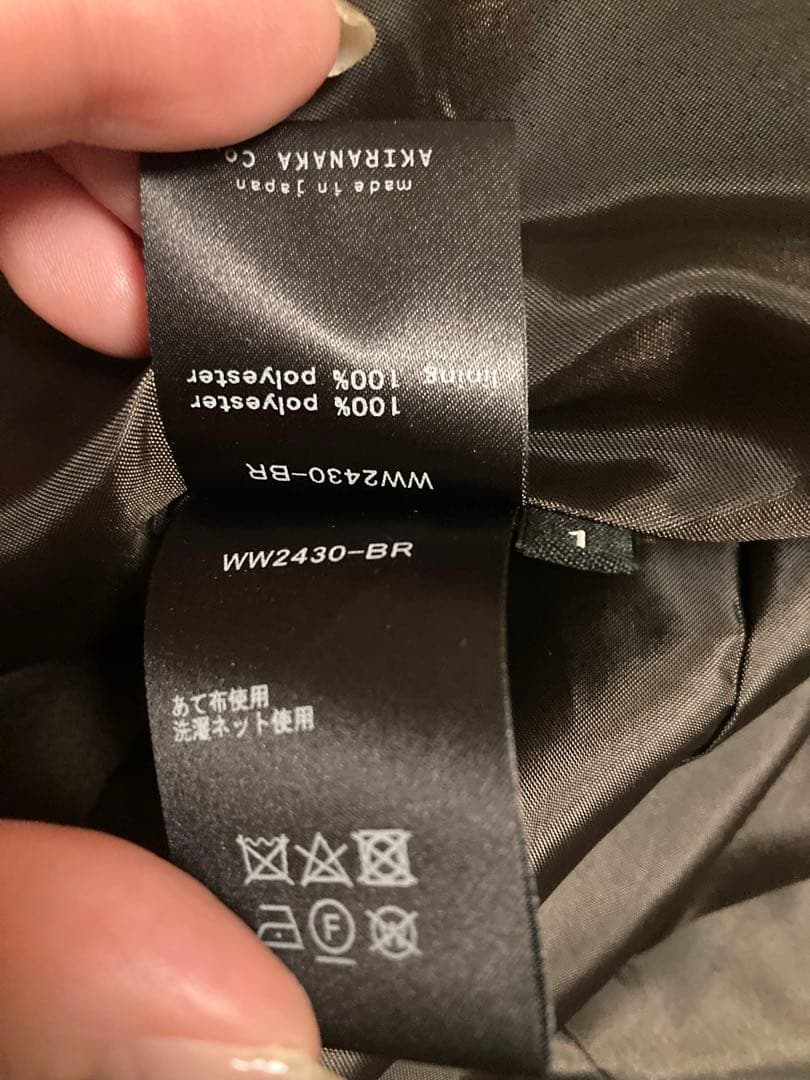 WW2430-BR
100% polyester
lining 100% polyester
made in japan
AKIRANAKA Co.
1
WW2430-BR
あて布使用
洗濯ネット使用
F
W